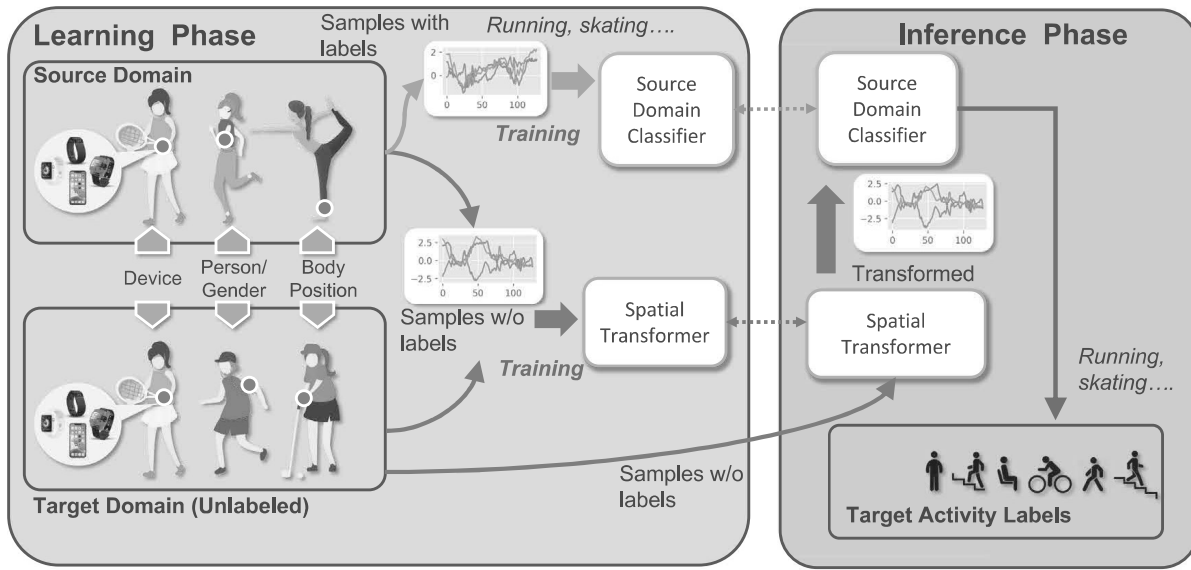 Learning Phase
Samples with
labels
Running, skating....
Source Domain
2
0
0
50
100
Training
Source
Domain
Classifier
Device
Person/
Gender
Body
Position
2.5
0.0
−2.5
0
50
100
Samples w/o
labels
Training
Spatial
Transformer
Target Domain (Unlabeled)
Samples w/o
labels
Inference Phase
Source
Domain
Classifier
2.5
0.0
−2.5
0
50
100
Transformed
Spatial
Transformer
Running,
skating....
Target Activity Labels